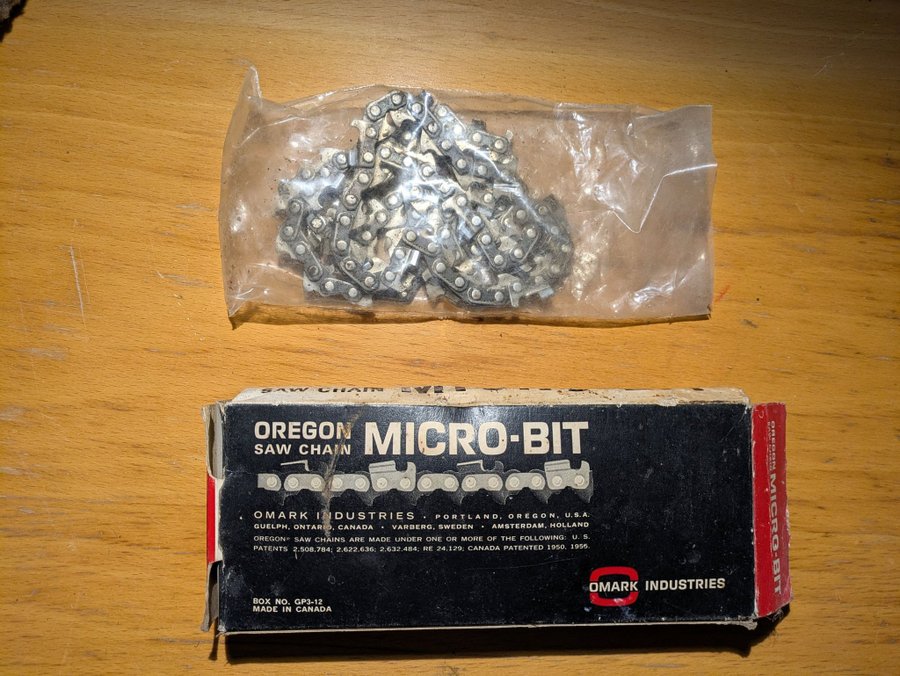 SAW CHAIN
OREGON
SAW CHAIN
MICRO-BIT
OMARK INDUSTRIES · PORTLAND, OREGON, U.S.A.
GUELPH, ONTARIO, CANADA · VARBERG, SWEDEN · AMSTERDAM, HOLLAND
OREGON® SAW CHAINS ARE MADE UNDER ONE OR MORE OF THE FOLLOWING: U. S.
PATENTS 2,508,784; 2,622,636; 2,632,484; RE 24,129; CANADA PATENTED 1950, 1955.
OMARK INDUSTRIES
BOX NO. GP3-12
MADE IN CANADA
OREGON
MICRO-BIT